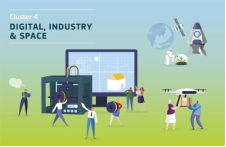 Cluster 4
DIGITAL, INDUSTRY
& SPACE